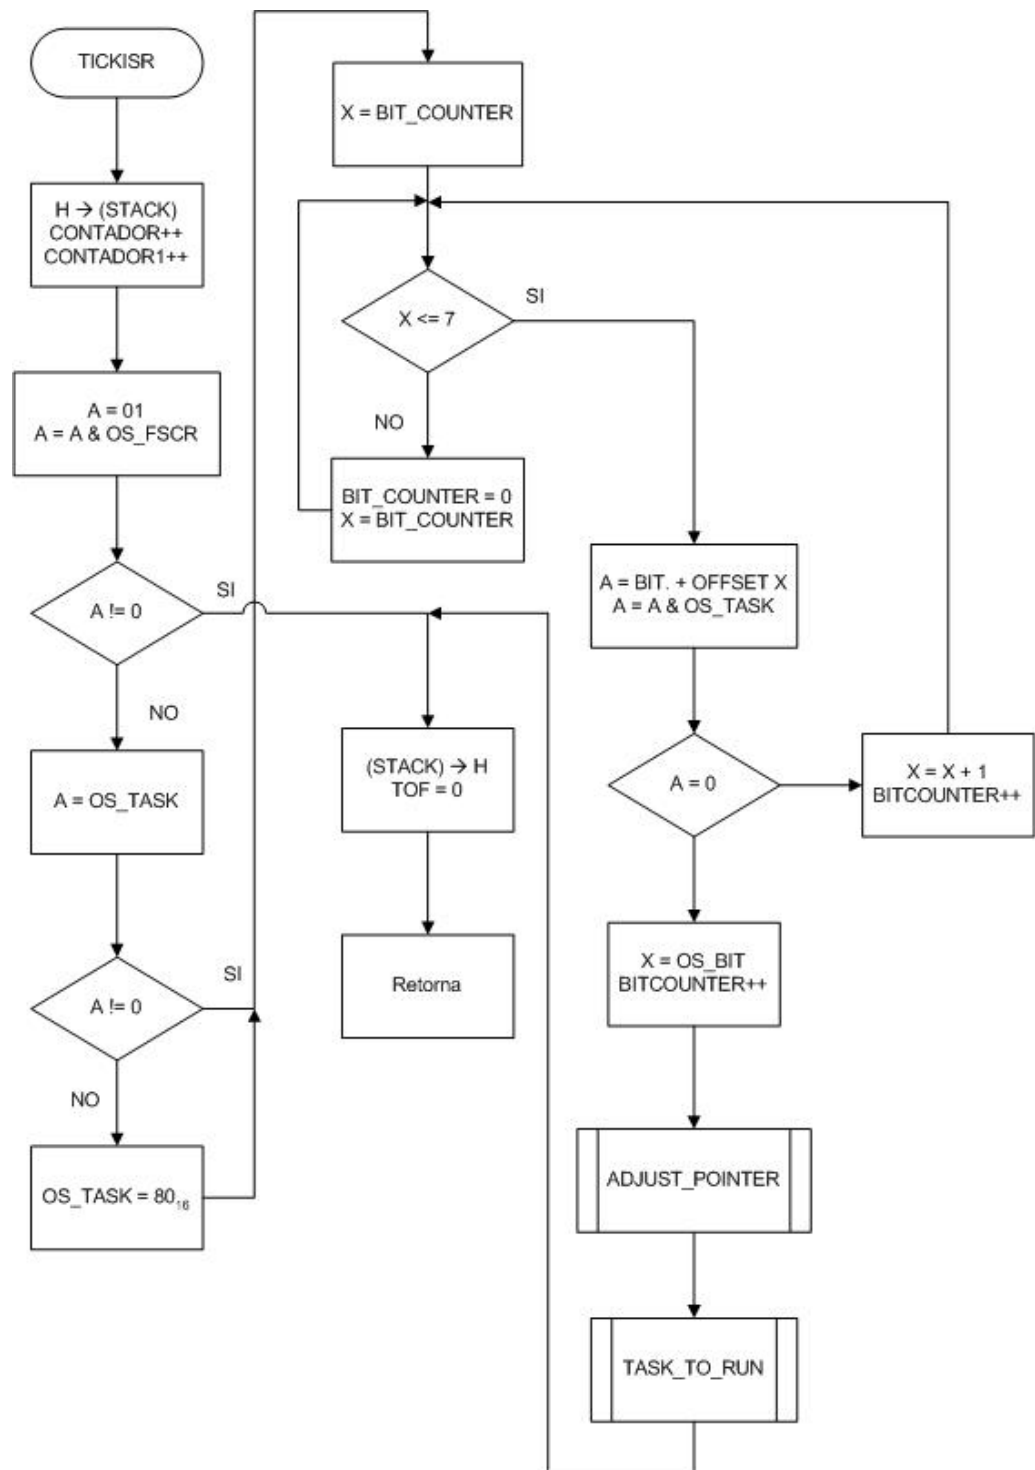 TICKISR
H → (STACK)
CONTADOR++
CONTADOR1++
A = 01
A = A & OS_FSCR
A != 0
SI
NO
A = OS_TASK
A != 0
SI
NO
OS_TASK = 80₁₆
X = BIT_COUNTER
X <= 7
SI
NO
BIT_COUNTER = 0
X = BIT_COUNTER
(STACK) → H
TOF = 0
Retorna
A = BIT. + OFFSET X
A = A & OS_TASK
A = 0
X = X + 1
BITCOUNTER++
X = OS_BIT
BITCOUNTER++
ADJUST_POINTER
TASK_TO_RUN